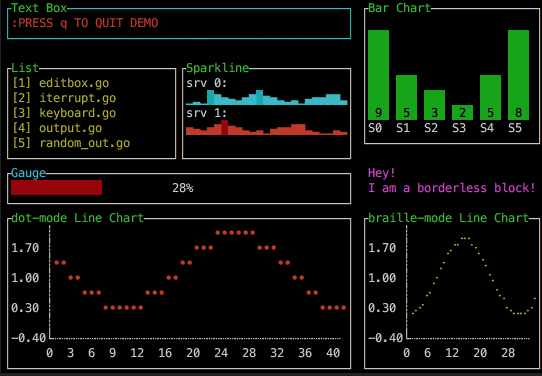 Text Box
:PRESS q TO QUIT DEMO
List
[1] editbox.go
[2] iterrupt.go
[3] keyboard.go
[4] output.go
[5] random_out.go
Sparkline
srv 0:
srv 1:
Bar Chart
9 5 3 2 5 8
S0 S1 S2 S3 S4 S5
Gauge
28%
Hey!
I am a borderless block!
dot-mode Line Chart
1.70
1.00
0.30
-0.40
0 3 6 9 12 16 20 24 28 32 36 40
braille-mode Line Chart
1.70
1.00
0.30
-0.40
0 6 12 20 28